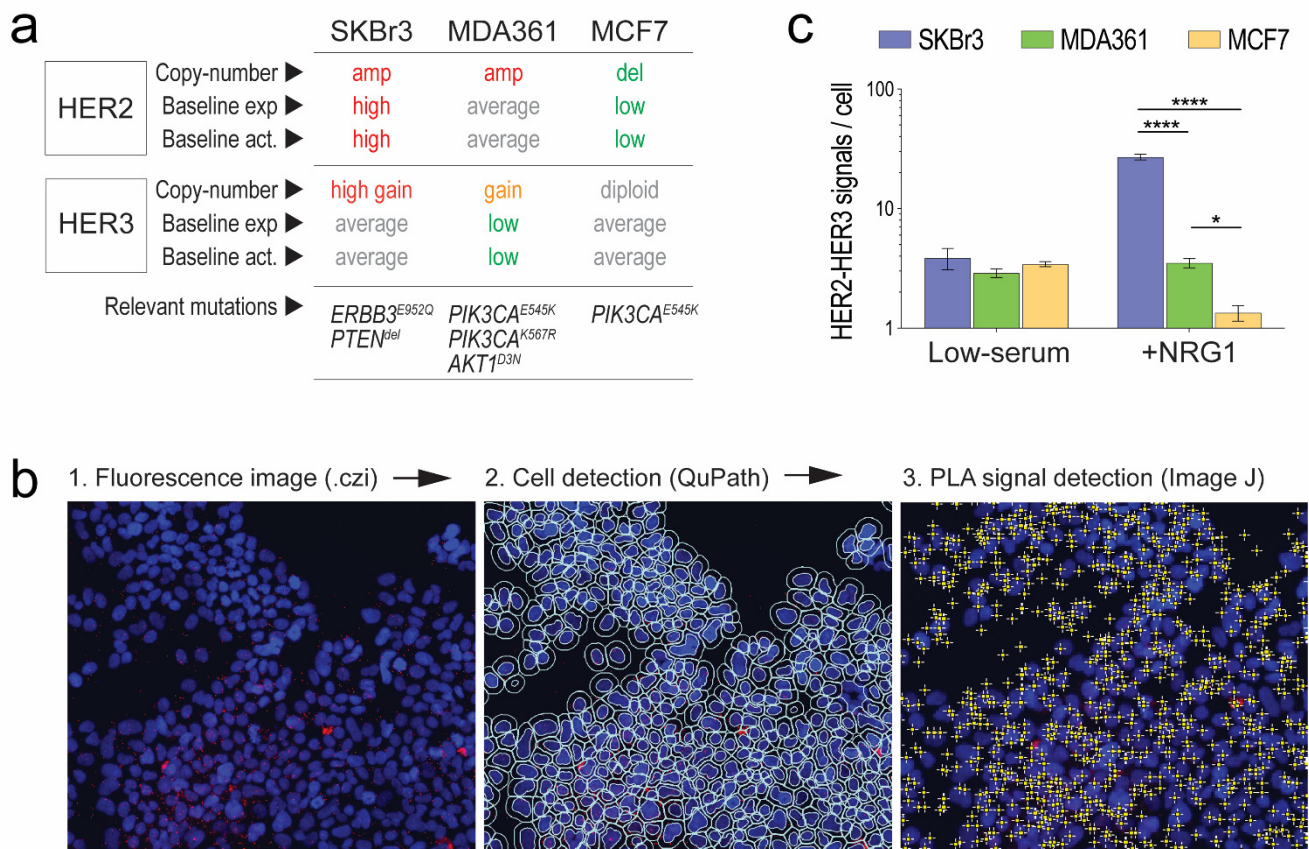 a
SKBr3 MDA361 MCF7
HER2
Copy-number ▶ amp amp del
Baseline exp ▶ high average low
Baseline act. ▶ high average low
HER3
Copy-number ▶ high gain gain diploid
Baseline exp ▶ average low average
Baseline act. ▶ average low average
Relevant mutations ▶ ERBB3E952Q PIK3CAE545K PIK3CAE545K
PTENdel PIK3CAK567R
AKT1D3N
c
SKBr3 MDA361 MCF7
HER2-HER3 signals / cell
100
10
1
****
****
*
Low-serum +NRG1
b
1. Fluorescence image (.czi)
2. Cell detection (QuPath)
3. PLA signal detection (Image J)